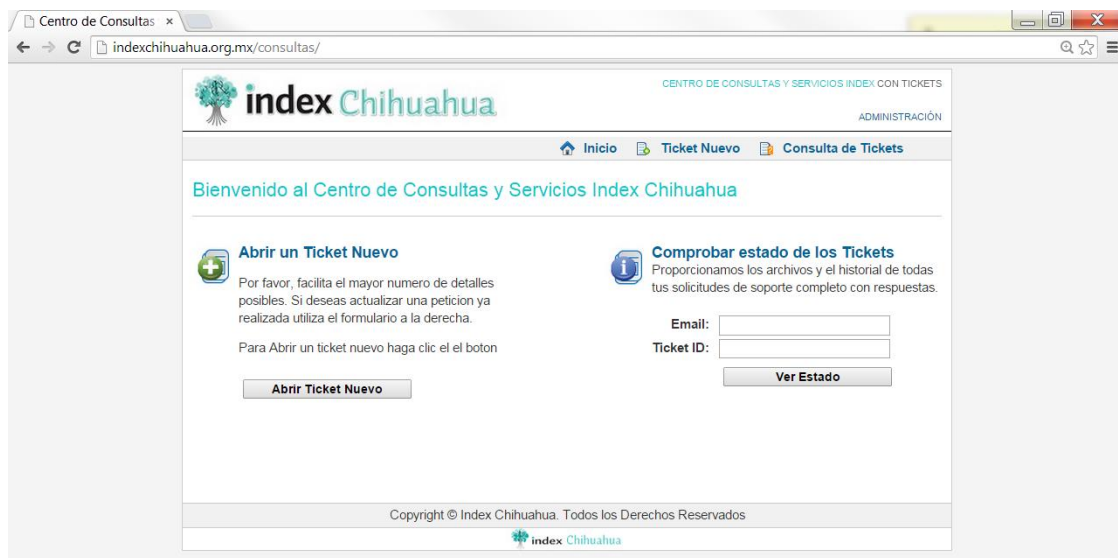 Centro de Consultas
indexchihuahua.org.mx/consultas/
index Chihuahua
CENTRO DE CONSULTAS Y SERVICIOS INDEX CON TICKETS
ADMINISTRACIÓN
Inicio Ticket Nuevo Consulta de Tickets
Bienvenido al Centro de Consultas y Servicios Index Chihuahua
Abrir un Ticket Nuevo
Por favor, facilita el mayor numero de detalles
posibles. Si deseas actualizar una peticion ya
realizada utiliza el formulario a la derecha.
Para Abrir un ticket nuevo haga clic el el boton
Abrir Ticket Nuevo
Comprobar estado de los Tickets
Proporcionamos los archivos y el historial de todas
tus solicitudes de soporte completo con respuestas.
Email:
Ticket ID:
Ver Estado
Copyright © Index Chihuahua. Todos los Derechos Reservados
index Chihuahua